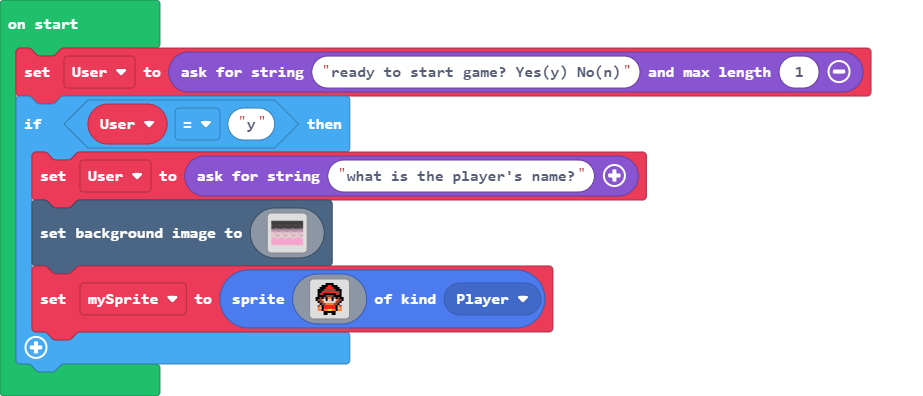 on start
set User to ask for string "ready to start game? Yes(y) No(n)" and max length 1
if User = "y" then
set User to ask for string "what is the player's name?"
set background image to
set mySprite to sprite of kind Player